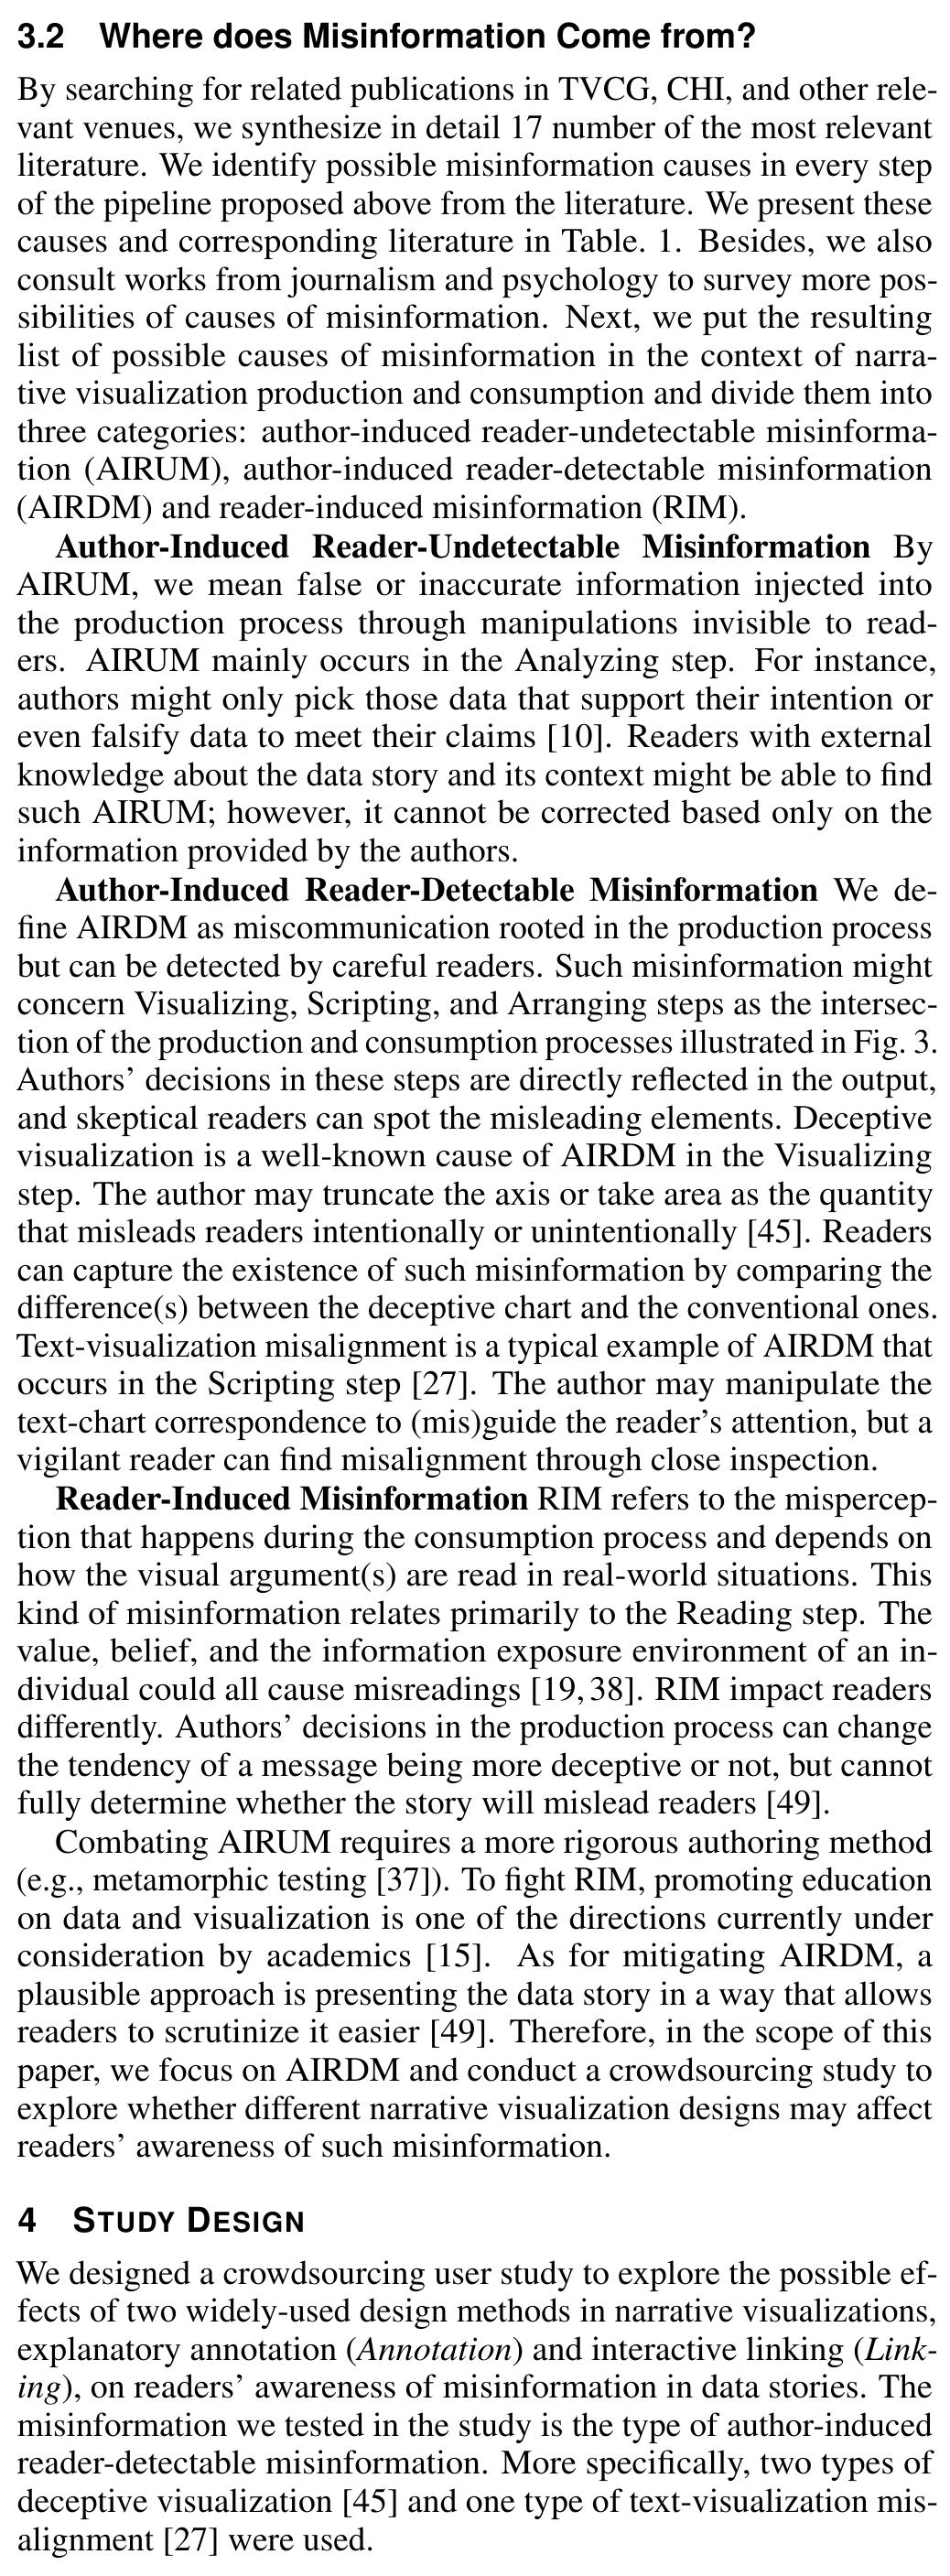 3.2 Where does Misinformation Come from?
By searching for related publications in TVCG, CHI, and other rele-
vant venues, we synthesize in detail 17 number of the most relevant
literature. We identify possible misinformation causes in every step
of the pipeline proposed above from the literature. We present these
causes and corresponding literature in Table. 1. Besides, we also
consult works from journalism and psychology to survey more pos-
sibilities of causes of misinformation. Next, we put the resulting
list of possible causes of misinformation in the context of narra-
tive visualization production and consumption and divide them into
three categories: author-induced reader-undetectable misinforma-
tion (AIRUM), author-induced reader-detectable misinformation
(AIRDM) and reader-induced misinformation (RIM).
Author-Induced Reader-Undetectable Misinformation By
AIRUM, we mean false or inaccurate information injected into
the production process through manipulations invisible to read-
ers. AIRUM mainly occurs in the Analyzing step. For instance,
authors might only pick those data that support their intention or
even falsify data to meet their claims [10]. Readers with external
knowledge about the data story and its context might be able to find
such AIRUM; however, it cannot be corrected based only on the
information provided by the authors.
Author-Induced Reader-Detectable Misinformation We de-
fine AIRDM as miscommunication rooted in the production process
but can be detected by careful readers. Such misinformation might
concern Visualizing, Scripting, and Arranging steps as the intersec-
tion of the production and consumption processes illustrated in Fig. 3.
Authors' decisions in these steps are directly reflected in the output,
and skeptical readers can spot the misleading elements. Deceptive
visualization is a well-known cause of AIRDM in the Visualizing
step. The author may truncate the axis or take area as the quantity
that misleads readers intentionally or unintentionally [45]. Readers
can capture the existence of such misinformation by comparing the
difference(s) between the deceptive chart and the conventional ones.
Text-visualization misalignment is a typical example of AIRDM that
occurs in the Scripting step [27]. The author may manipulate the
text-chart correspondence to (mis)guide the reader's attention, but a
vigilant reader can find misalignment through close inspection.
Reader-Induced Misinformation RIM refers to the mispercep-
tion that happens during the consumption process and depends on
how the visual argument(s) are read in real-world situations. This
kind of misinformation relates primarily to the Reading step. The
value, belief, and the information exposure environment of an in-
dividual could all cause misreadings [19, 38]. RIM impact readers
differently. Authors' decisions in the production process can change
the tendency of a message being more deceptive or not, but cannot
fully determine whether the story will mislead readers [49].
Combating AIRUM requires a more rigorous authoring method
(e.g., metamorphic testing [37]). To fight RIM, promoting education
on data and visualization is one of the directions currently under
consideration by academics [15]. As for mitigating AIRDM, a
plausible approach is presenting the data story in a way that allows
readers to scrutinize it easier [49]. Therefore, in the scope of this
paper, we focus on AIRDM and conduct a crowdsourcing study to
explore whether different narrative visualization designs may affect
readers' awareness of such misinformation.
4 STUDY DESIGN
We designed a crowdsourcing user study to explore the possible ef-
fects of two widely-used design methods in narrative visualizations,
explanatory annotation (Annotation) and interactive linking (Link-
ing), on readers' awareness of misinformation in data stories. The
misinformation we tested in the study is the type of author-induced
reader-detectable misinformation. More specifically, two types of
deceptive visualization [45] and one type of text-visualization mis-
alignment [27] were used.